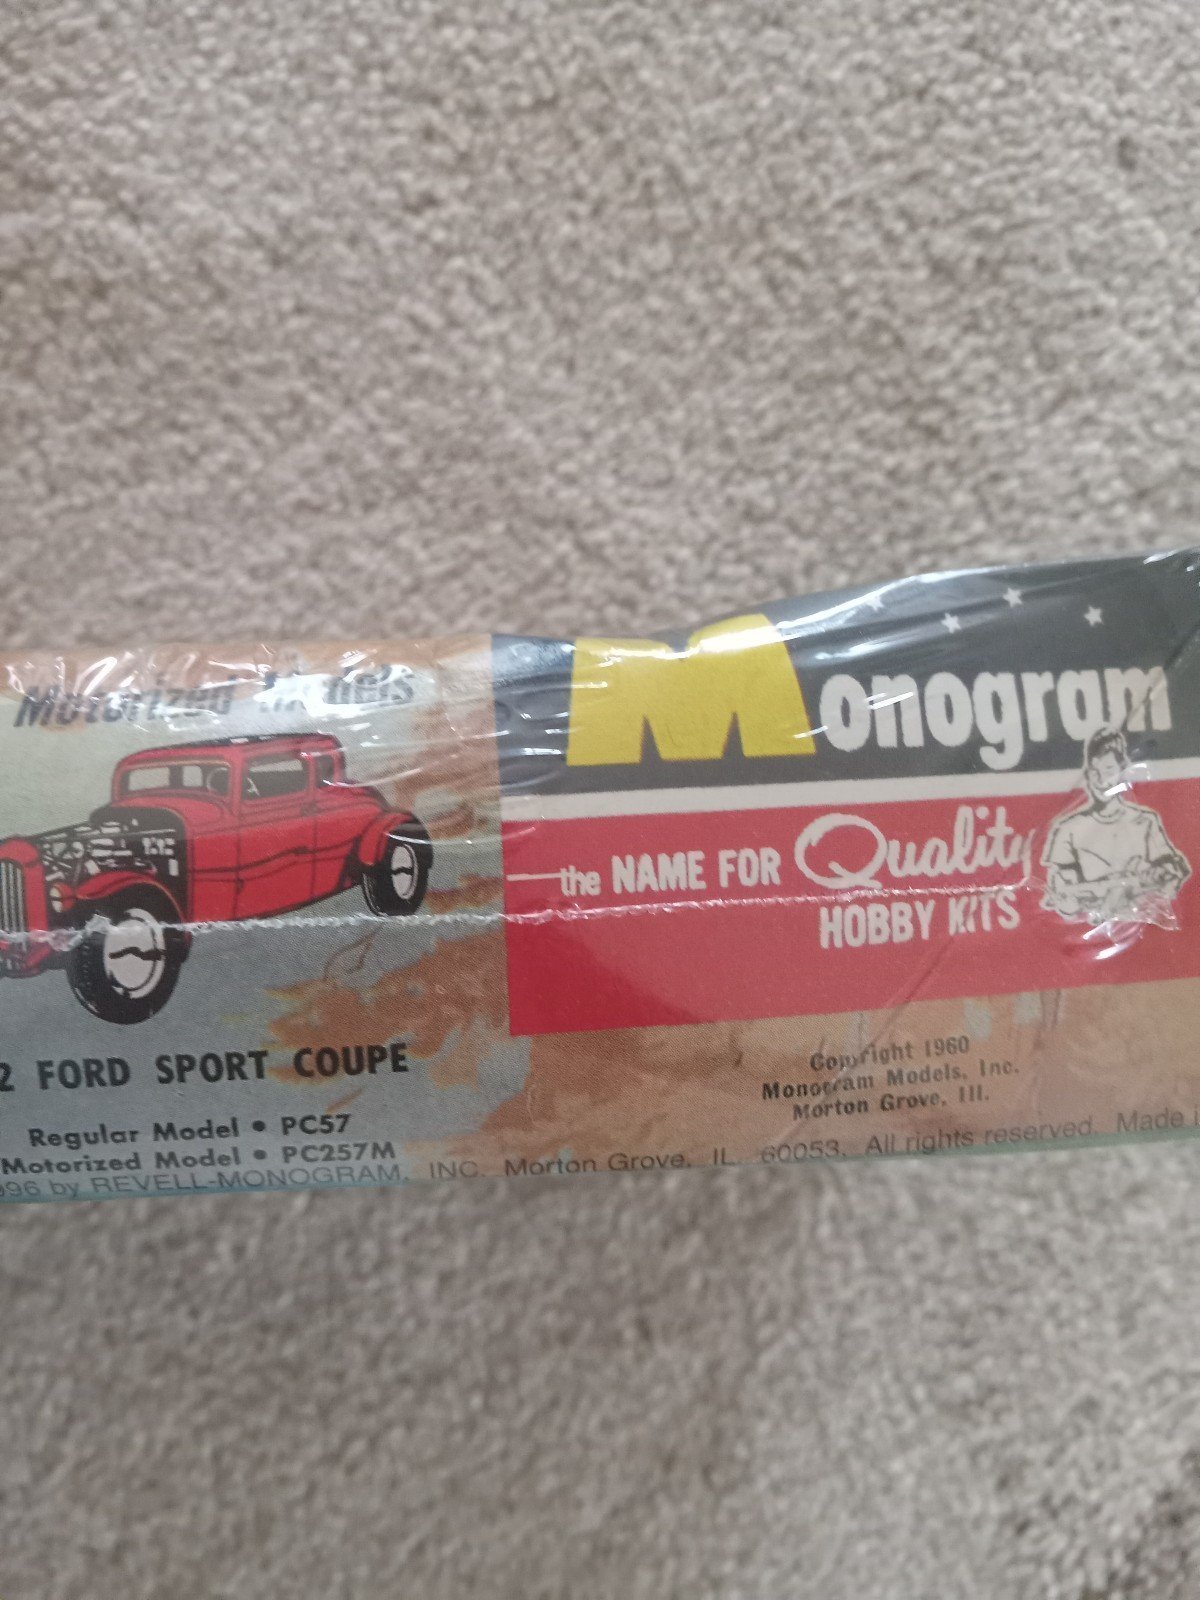 Motorized Models
Monogram
the NAME FOR Quality
HOBBY KITS
2 FORD SPORT COUPE
Regular Model • PC57
Motorized Model • PC257M
Copyright 1960
Monogram Models, Inc.
Morton Grove, Ill.
996 by REVELL-MONOGRAM, INC. Morton Grove, IL 60053. All rights reserved. Made